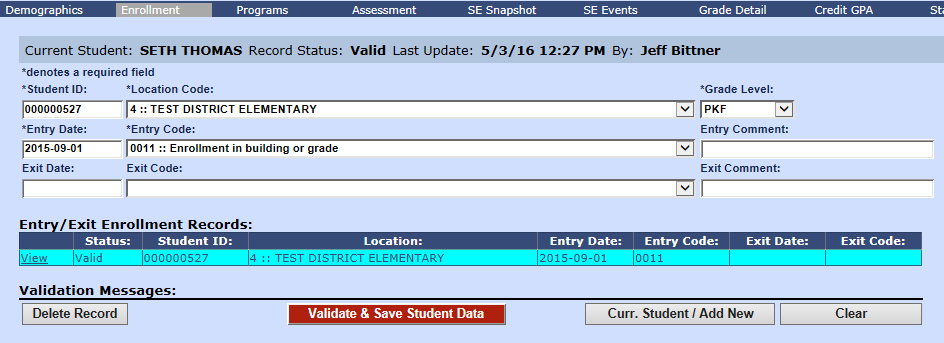 Demographics Enrollment Programs Assessment SE Snapshot SE Events Grade Detail Credit GPA Sta
Current Student: SETH THOMAS Record Status: Valid Last Update: 5/3/16 12:27 PM By: Jeff Bittner
*denotes a required field
*Student ID: *Location Code: *Grade Level:
000000527 4 :: TEST DISTRICT ELEMENTARY PKF
*Entry Date: *Entry Code: Entry Comment:
2015-09-01 0011 :: Enrollment in building or grade
Exit Date: Exit Code: Exit Comment:
Entry/Exit Enrollment Records:
Status: Student ID: Location: Entry Date: Entry Code: Exit Date: Exit Code:
View Valid 000000527 4 :: TEST DISTRICT ELEMENTARY 2015-09-01 0011
Validation Messages:
Delete Record Validate & Save Student Data Curr. Student / Add New Clear